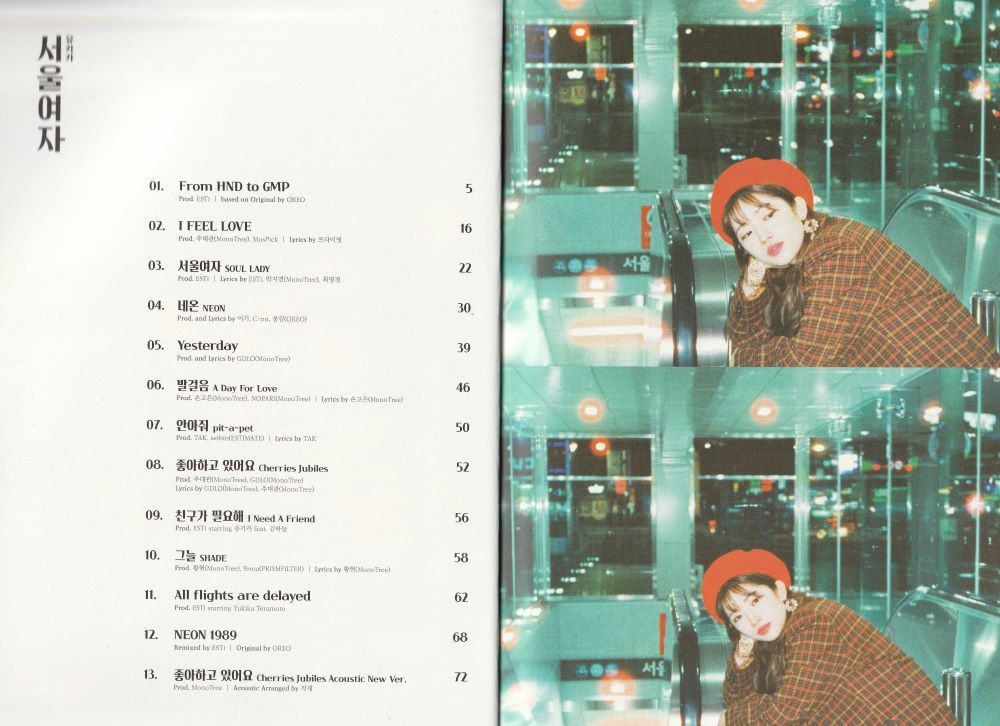 유키카
서울여자
01. From HND to GMP 5
Prod. ESTi | based on Original by OREO
02. I FEEL LOVE 16
Prod. 주대관(MonoTree), MosPick | Lyrics by 프라이멋
03. 서울여자 SOUL LADY 22
Prod. ESTi | Lyrics by ESTi, 박지연(MonoTree), 최영경
04. 네온 NEON 30
Prod. and Lyrics by 이기, C-no, 몽린(OREO)
05. Yesterday 39
Prod. and Lyrics by GDLO(MonoTree)
06. 발걸음 A Day For Love 46
Prod. 손고은(MonoTree), NOPARI(MonoTree) | Lyrics by 손고은(MonoTree)
07. 안아줘 pit-a-pet 50
Prod. TAK, seibin(ESTIMATE) | Lyrics by TAK
08. 좋아하고 있어요 Cherries Jubiles 52
Prod. 주대관(MonoTree), GDLO(MonoTree)
Lyrics by GDLO(MonoTree), 주대관(MonoTree)
09. 친구가 필요해 I Need A Friend 56
Prod. ESTi starring 유키카 feat. 김하늘
10. 그늘 SHADE 58
Prod. 황현(MonoTree), 9rota(PRISMFILTER) | Lyrics by 황현(MonoTree)
11. All flights are delayed 62
Prod. ESTi starring Yukika Teramoto
12. NEON 1989 68
Remixed by ESTi | Original by OREO
13. 좋아하고 있어요 Cherries Jubiles Acoustic New Ver. 72
Prod. MonoTree | Acoustic Arranged by 적재
서울
서울